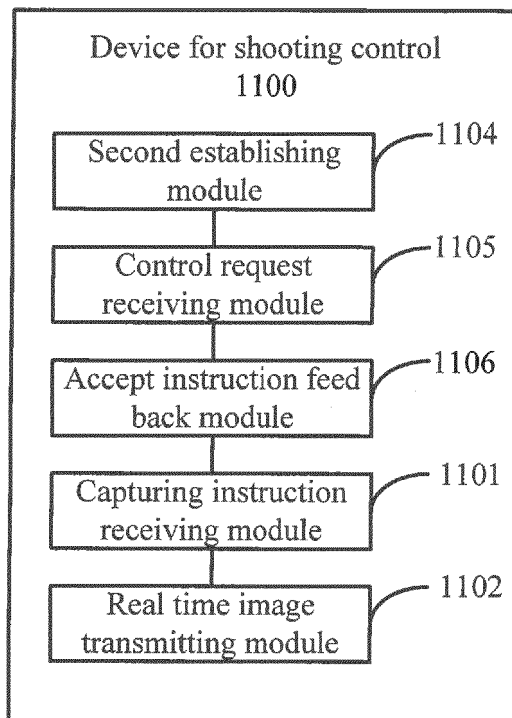 Device for shooting control
1100
Second establishing
module
1104
Control request
receiving module
1105
Accept instruction feed
back module
1106
Capturing instruction
receiving module
1101
Real time image
transmitting module
1102